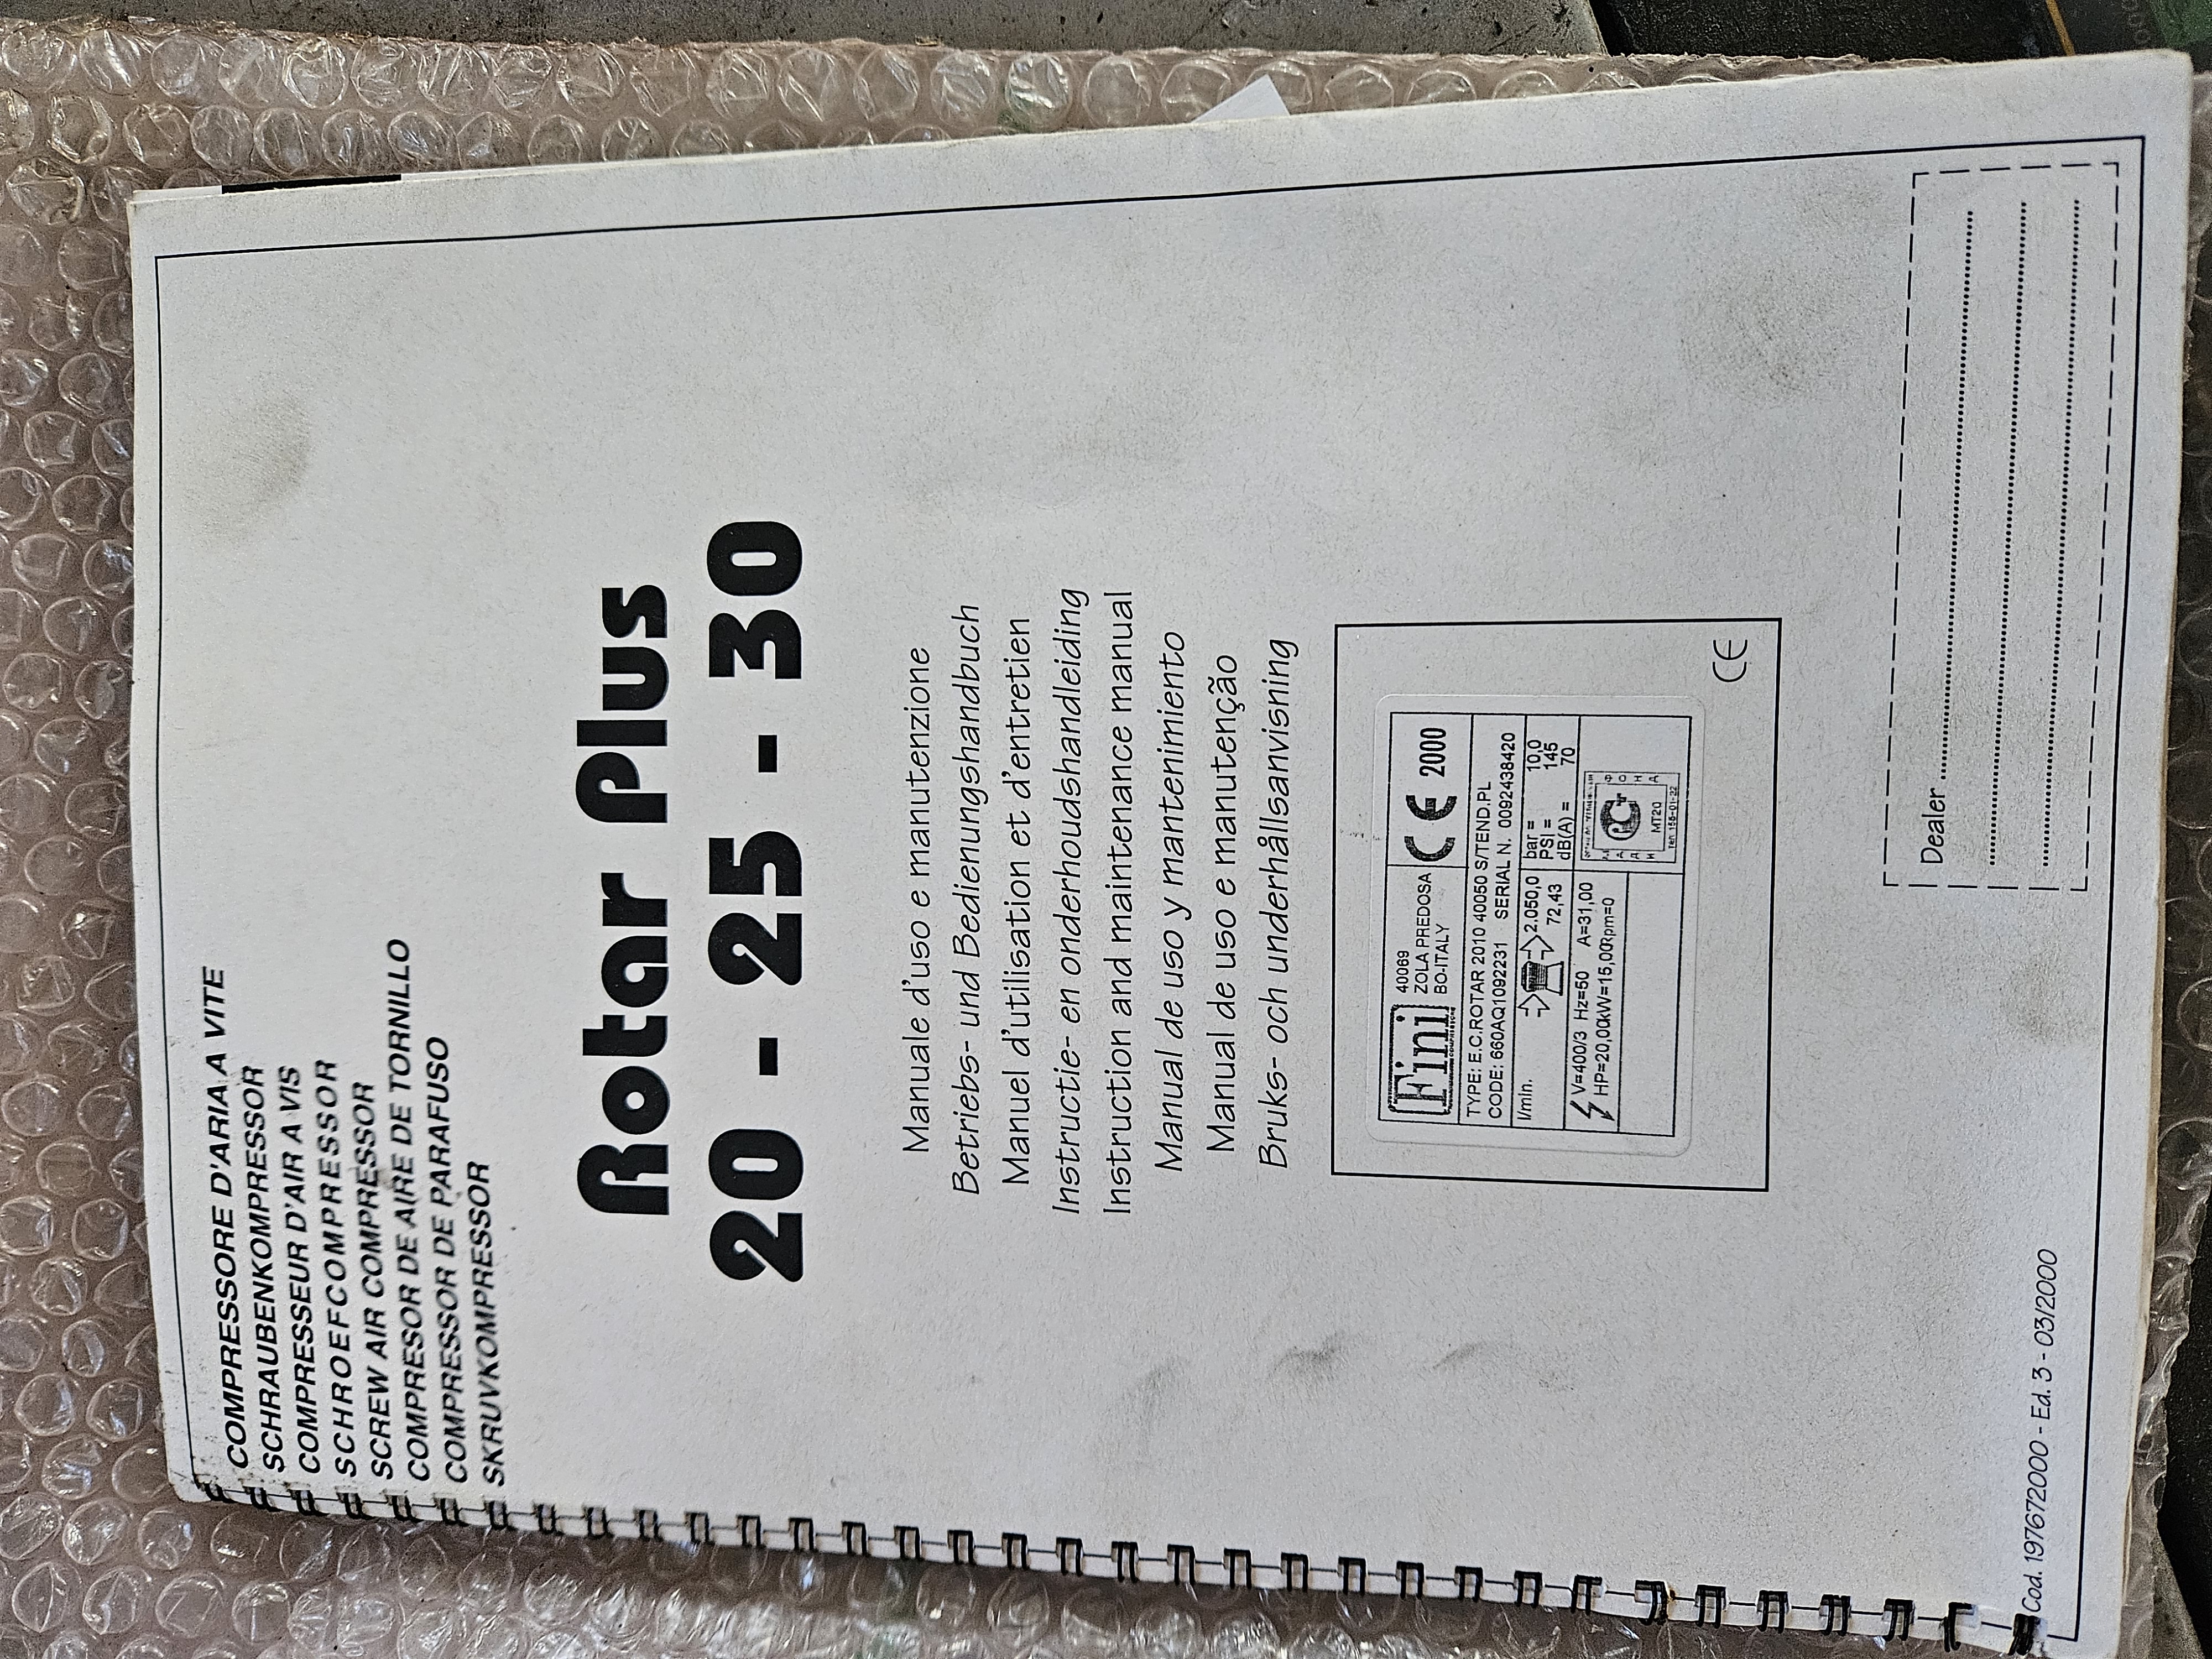 COMPRESSORE D'ARIA A VITE
SCHRAUBENKOMPRESSOR
COMPRESSEUR D'AIR A VIS
SCHROEFCOMPRESSOR
SCREW AIR COMPRESSOR
COMPRESOR DE AIRE DE TORNILLO
COMPRESSOR DE PARAFUSO
SKRUVKOMPRESSOR
Rotar Plus
20 - 25 - 30
Manuale d'uso e manutenzione
Betriebs- und Bedienungshandbuch
Manuel d'utilisation et d'entretien
Instructie- en onderhoudshandleiding
Instruction and maintenance manual
Manual de uso y mantenimiento
Manual de uso e manutenção
Bruks- och underhållsanvisning
Fini 40069
ZOLA PREDOSA
BO-ITALY
CE 2000
TYPE: E.C.ROTAR 2010 40050 S/TEND.PL
CODE: 660AQ1092231 SERIAL N. 0092438420
l/min. 2.050,0 bar = 10,0
72,43 PSI = 145
dB(A) = 70
V=400/3 Hz=50 A=31,00
HP=20,00kW=15,00Rpm=0
МТ20
CE
Dealer
Cod. 197672000 - Ed. 3 - 03/2000